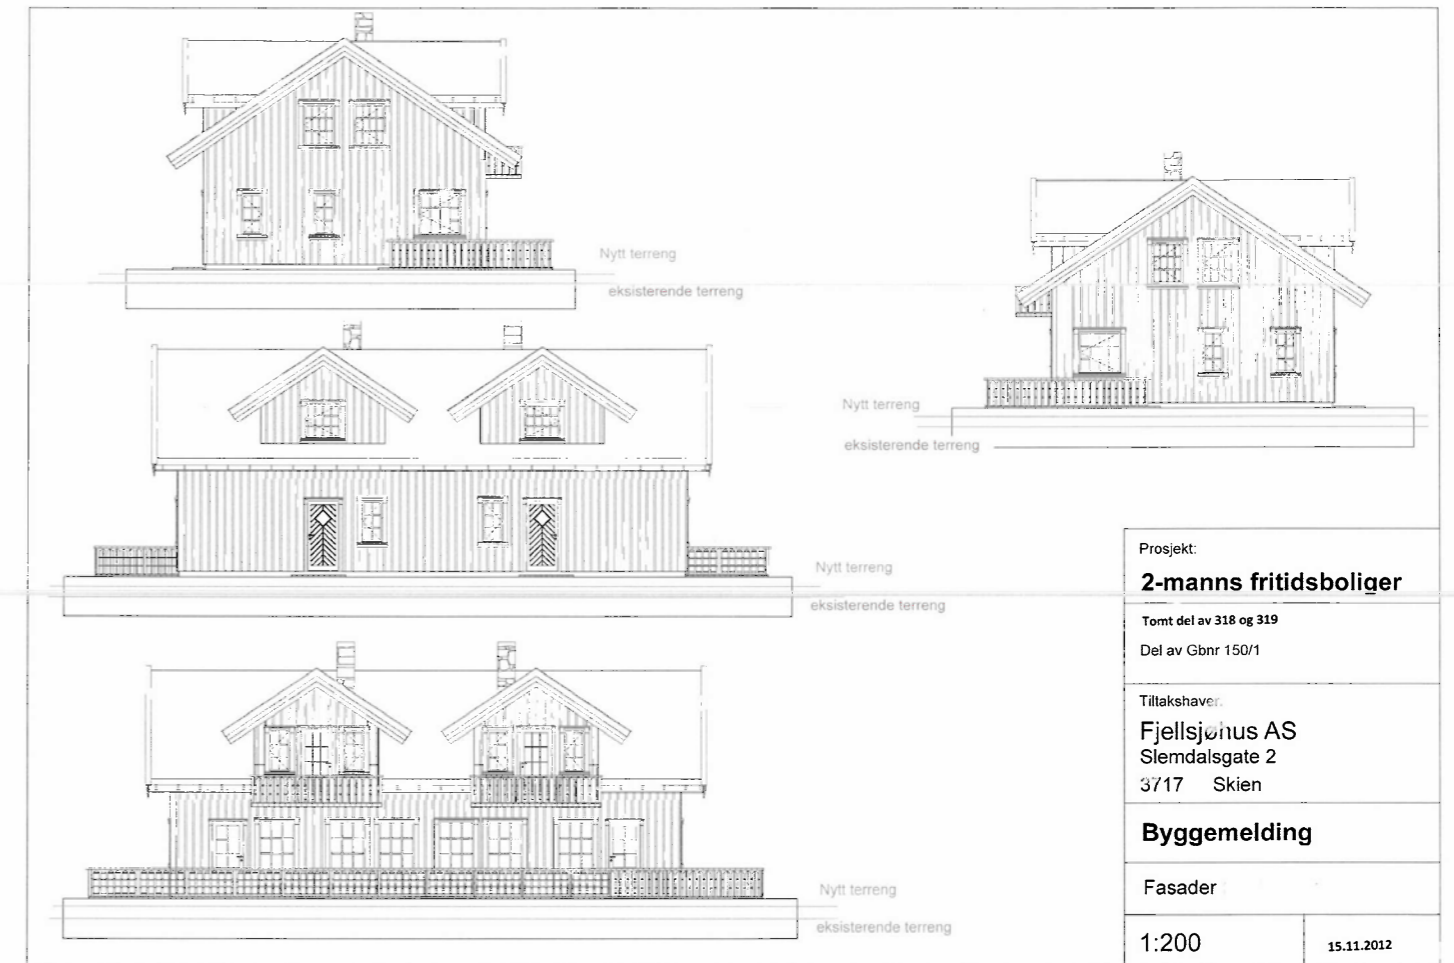 Nytt terreng
eksisterende terreng
Nytt terreng
eksisterende terreng
Nytt terreng
eksisterende terreng
Nytt terreng
eksisterende terreng
Prosjekt:
2-manns fritidsboliger
Tomt del av 318 og 319
Del av Gbnr 150/1
Tiltakshaver.
Fjellsjøhus AS
Slemdalsgate 2
3717 Skien
Byggemelding
Fasader
1:200
15.11.2012